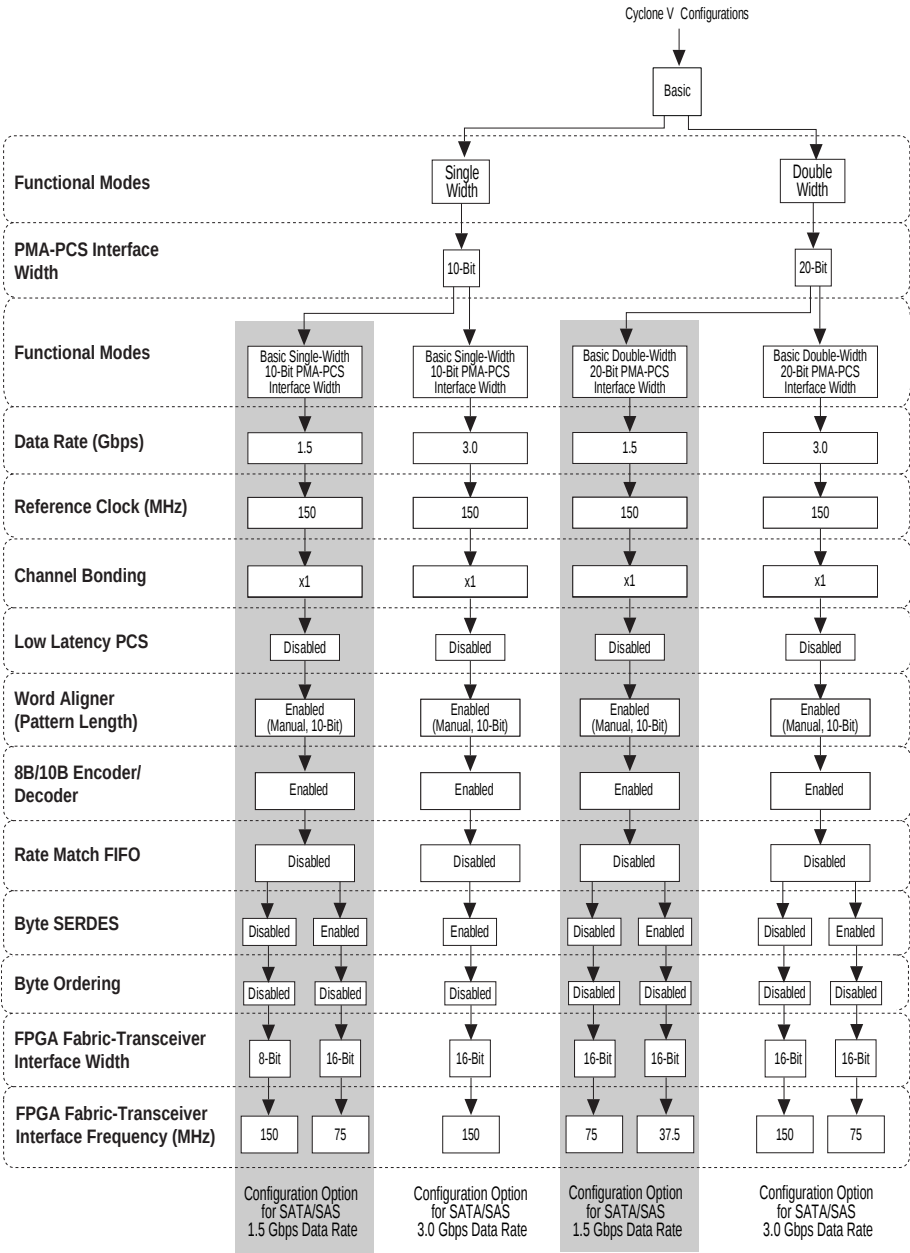 Cyclone V Configurations
Basic
Functional Modes
Single
Width
Double
Width
PMA-PCS Interface
Width
10-Bit
20-Bit
Functional Modes
Basic Single-Width
10-Bit PMA-PCS
Interface Width
Basic Single-Width
10-Bit PMA-PCS
Interface Width
Basic Double-Width
20-Bit PMA-PCS
Interface Width
Basic Double-Width
20-Bit PMA-PCS
Interface Width
Data Rate (Gbps)
1.5
3.0
1.5
3.0
Reference Clock (MHz)
150
150
150
150
Channel Bonding
x1
x1
x1
x1
Low Latency PCS
Disabled
Disabled
Disabled
Disabled
Word Aligner
(Pattern Length)
Enabled
(Manual, 10-Bit)
Enabled
(Manual, 10-Bit)
Enabled
(Manual, 10-Bit)
Enabled
(Manual, 10-Bit)
8B/10B Encoder/
Decoder
Enabled
Enabled
Enabled
Enabled
Rate Match FIFO
Disabled
Disabled
Disabled
Disabled
Byte SERDES
Disabled
Enabled
Enabled
Disabled
Enabled
Disabled
Enabled
Byte Ordering
Disabled
Disabled
Disabled
Disabled
Disabled
Disabled
Disabled
FPGA Fabric-Transceiver
Interface Width
8-Bit
16-Bit
16-Bit
16-Bit
16-Bit
16-Bit
16-Bit
FPGA Fabric-Transceiver
Interface Frequency (MHz)
150
75
150
75
37.5
150
75
Configuration Option
for SATA/SAS
1.5 Gbps Data Rate
Configuration Option
for SATA/SAS
3.0 Gbps Data Rate
Configuration Option
for SATA/SAS
1.5 Gbps Data Rate
Configuration Option
for SATA/SAS
3.0 Gbps Data Rate